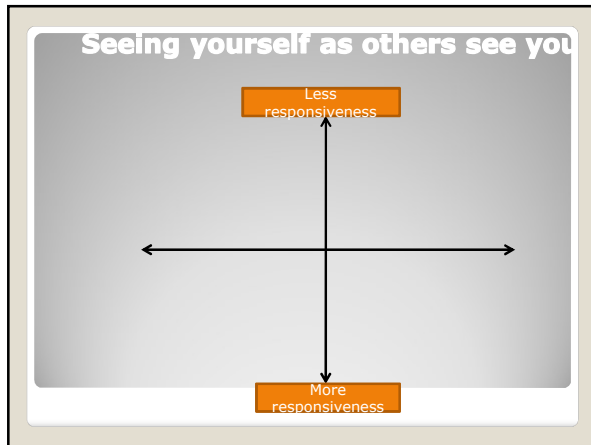 Seeing yourself as others see you
Less
responsiveness
More
responsiveness